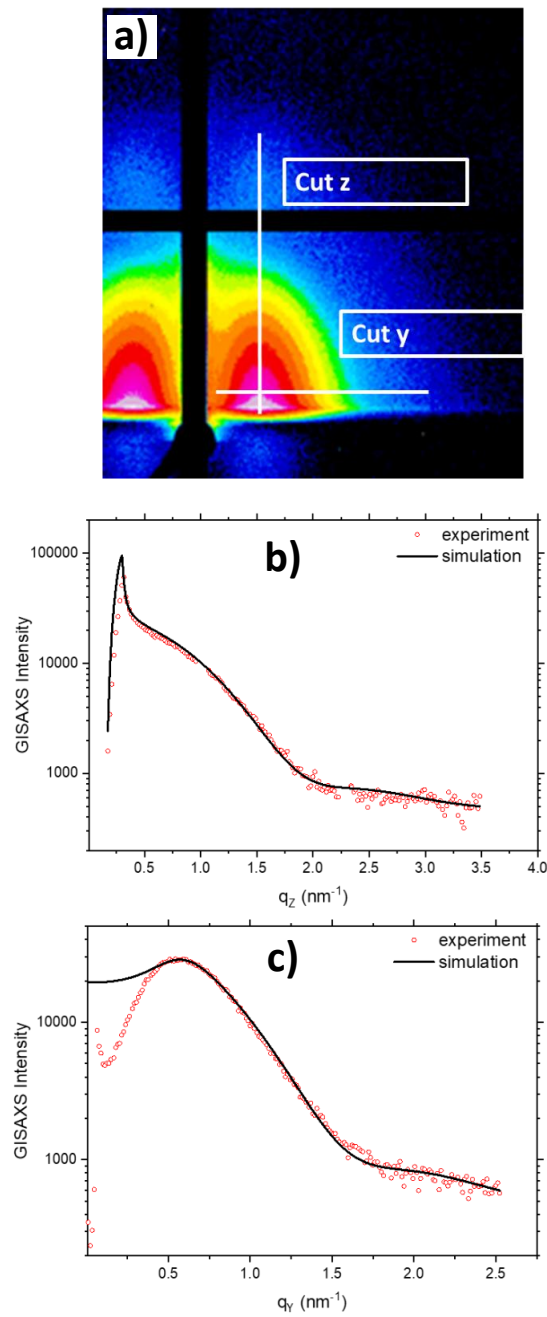 a)
Cut z
Cut y
b)
experiment
simulation
100000
10000
1000
GISAXS Intensity
0.5 1.0 1.5 2.0 2.5 3.0 3.5 4.0
qZ (nm-1)
c)
experiment
simulation
10000
1000
GISAXS Intensity
0.5 1.0 1.5 2.0 2.5
qY (nm-1)